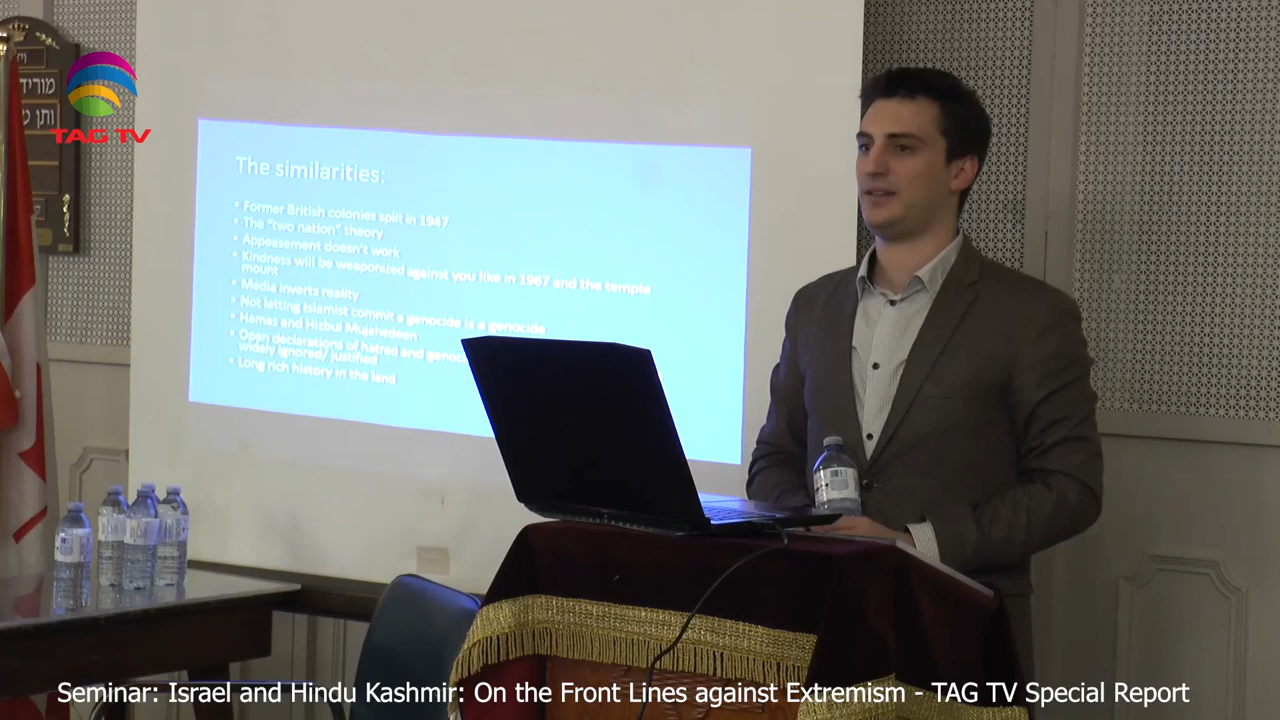 TAG TV
מוריד
ותן ט
The similarities:
• Former British colonies split in 1947
• The "two nation" theory
• Appeasement doesn't work
• Kindness will be weaponized against you like in 1967 and the temple
mount
• Media inverts reality
• Not letting Islamist commit a genocide is a genocide
• Hamas and Hizbul Mujahedeen
• Open declarations of hatred and genoc
widely ignored/ justified
• Long rich history in the land
Seminar: Israel and Hindu Kashmir: On the Front Lines against Extremism - TAG TV Special Report